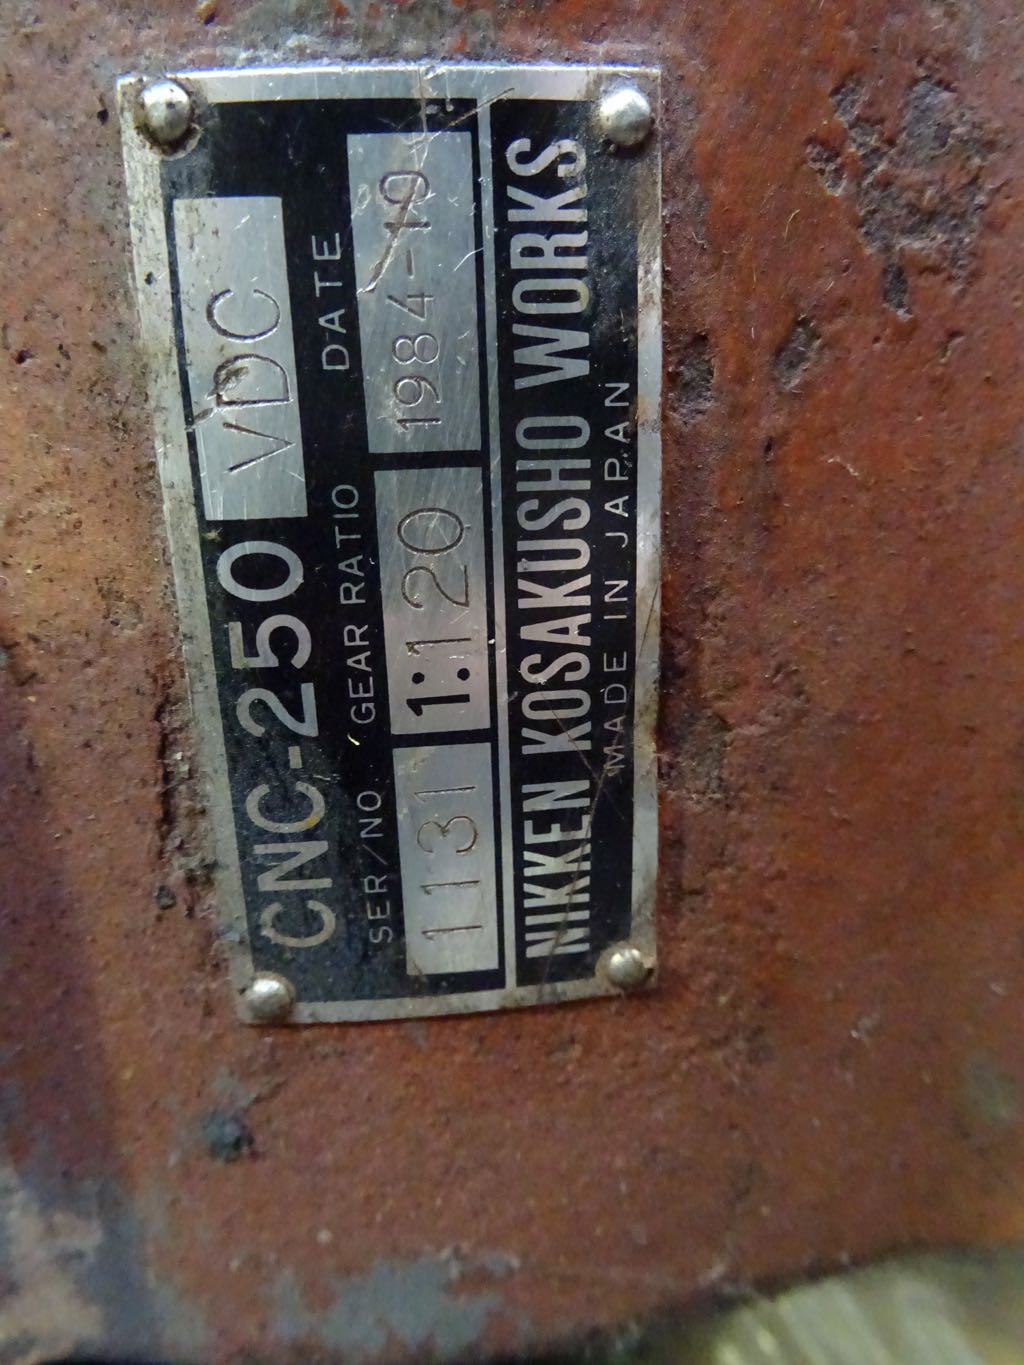 CNC-250 VDC
SER/NO. GEAR RATIO DATE
1131 1:120 1984-10
NIKKEN KOSAKUSHO WORKS
MADE IN JAPAN